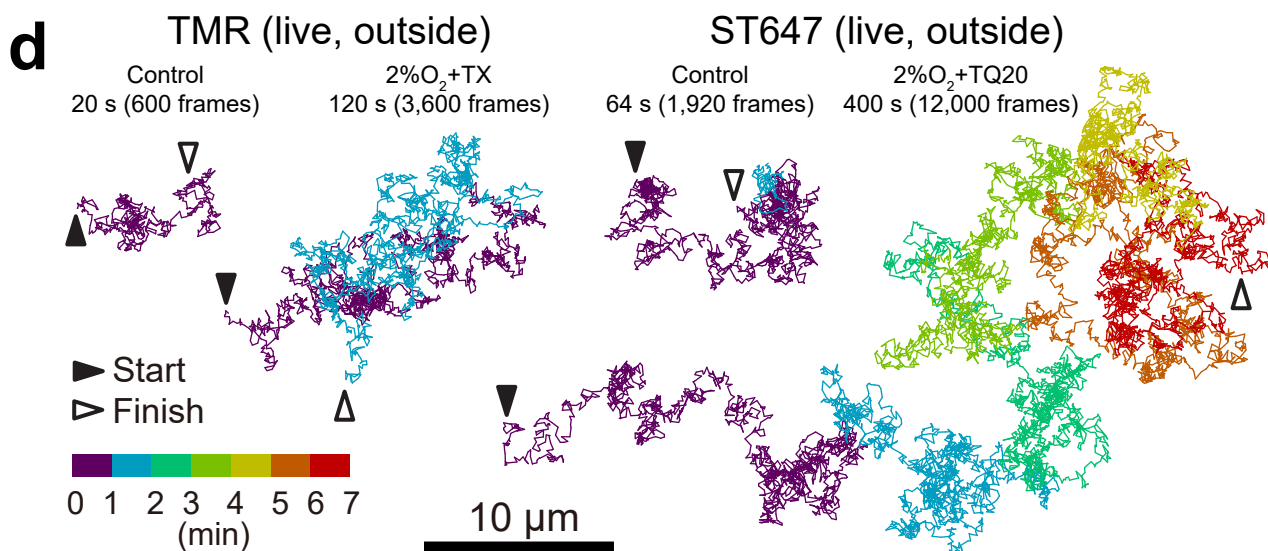 d
TMR (live, outside)
ST647 (live, outside)
Control
20 s (600 frames)
2%O₂+TX
120 s (3,600 frames)
Control
64 s (1,920 frames)
2%O₂+TQ20
400 s (12,000 frames)
Start
Finish
0 1 2 3 4 5 6 7
(min)
10 µm